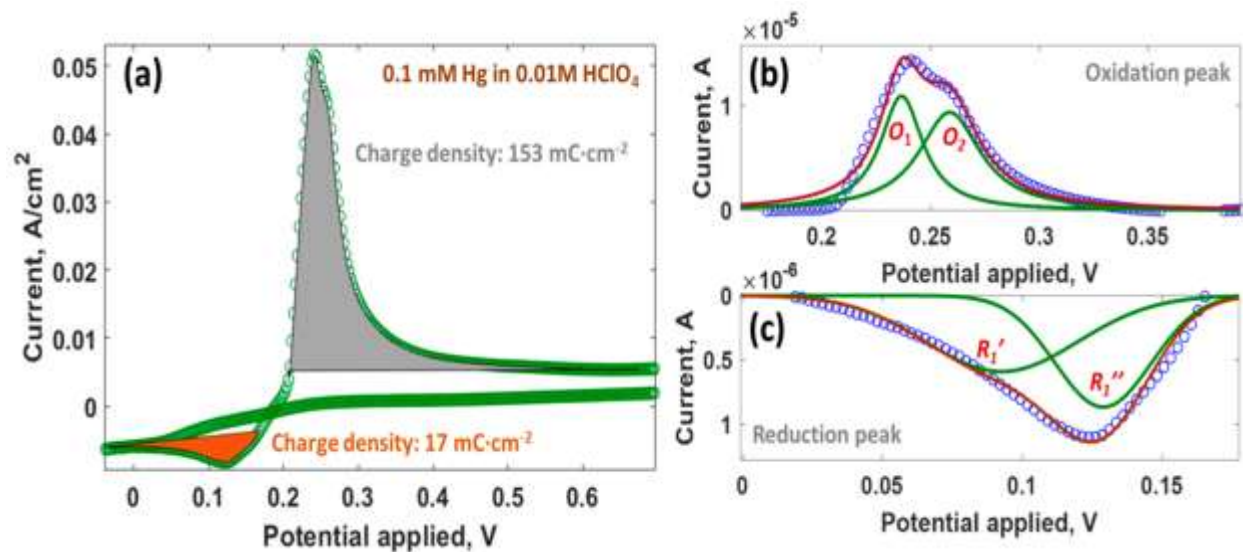 (a)
0.1 mM Hg in 0.01M HClO4
Charge density: 153 mC·cm-2
Charge density: 17 mC·cm-2
Current, A/cm2
0.05
0.04
0.03
0.02
0.01
0
0 0.1 0.2 0.3 0.4 0.5 0.6
Potential applied, V
×10-5
(b)
Oxidation peak
O1
O2
Cuurent, A
1
0
0.2 0.25 0.3 0.35
Potential applied, V
×10-6
(c)
R1'
R1''
Reduction peak
Current, A
0
0.5
1
0 0.05 0.1 0.15
Potential applied, V